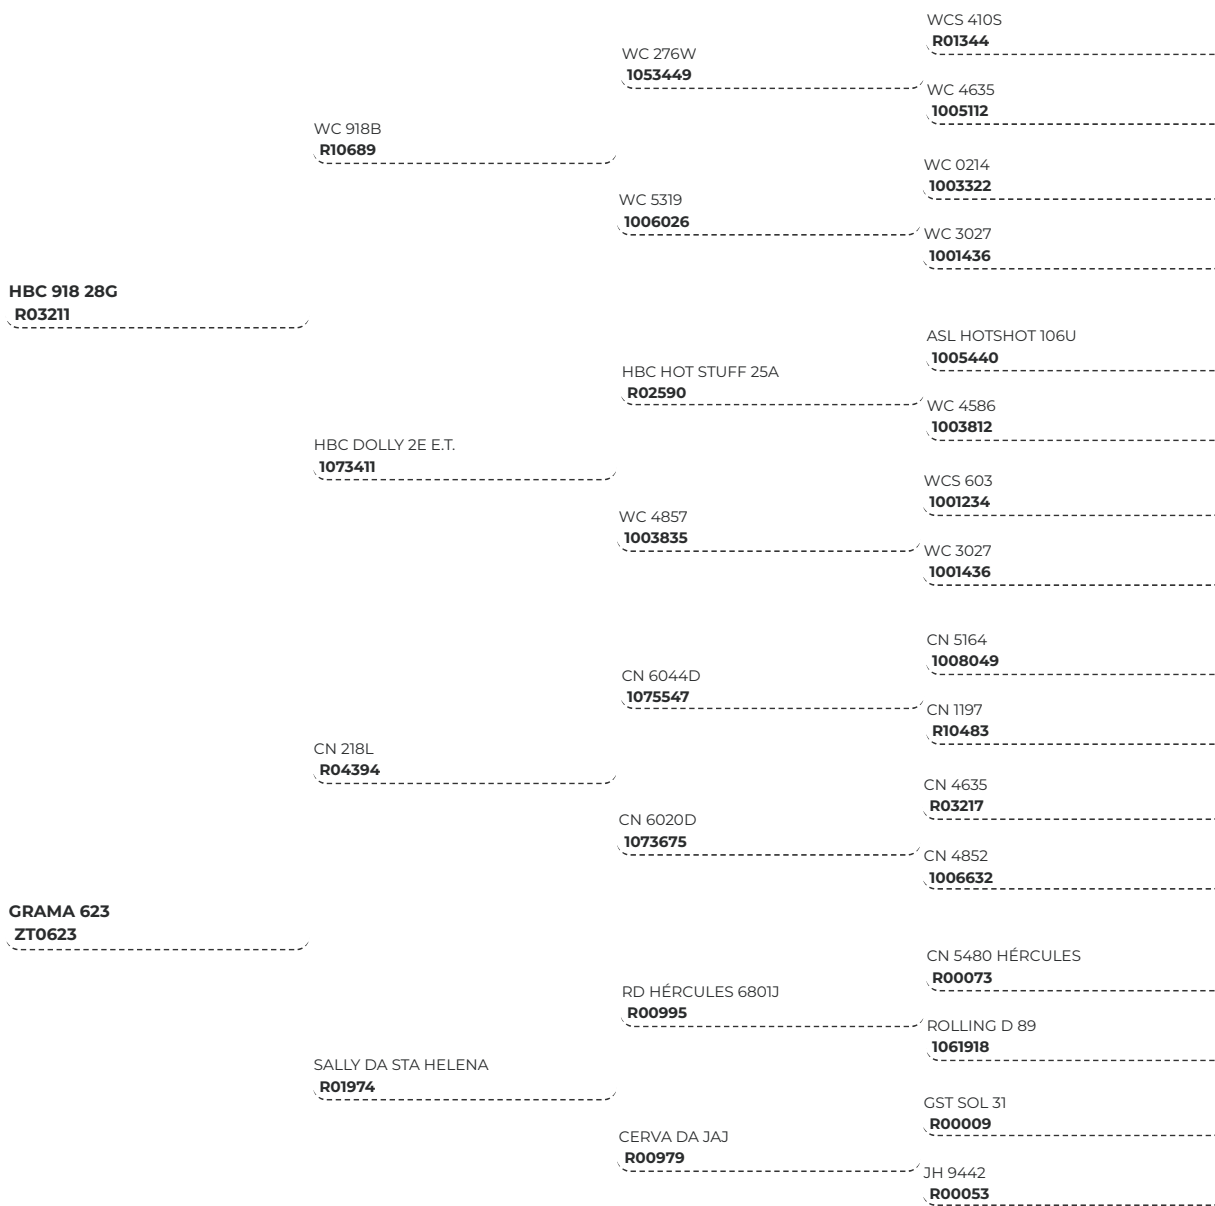 WCS 410S
R01344
WC 276W
1053449
WC 4635
1005112
WC 918B
R10689
WC 0214
1003322
WC 5319
1006026
WC 3027
1001436
HBC 918 28G
R03211
ASL HOTSHOT 106U
1005440
HBC HOT STUFF 25A
R02590
WC 4586
1003812
HBC DOLLY 2E E.T.
1073411
WCS 603
1001234
WC 4857
1003835
WC 3027
1001436
CN 5164
1008049
CN 6044D
1075547
CN 1197
R10483
CN 218L
R04394
CN 4635
R03217
CN 6020D
1073675
CN 4852
1006632
GRAMA 623
ZT0623
CN 5480 HÉRCULES
R00073
RD HÉRCULES 6801J
R00995
ROLLING D 89
1061918
SALLY DA STA HELENA
R01974
GST SOL 31
R00009
CERVA DA JAJ
R00979
JH 9442
R00053